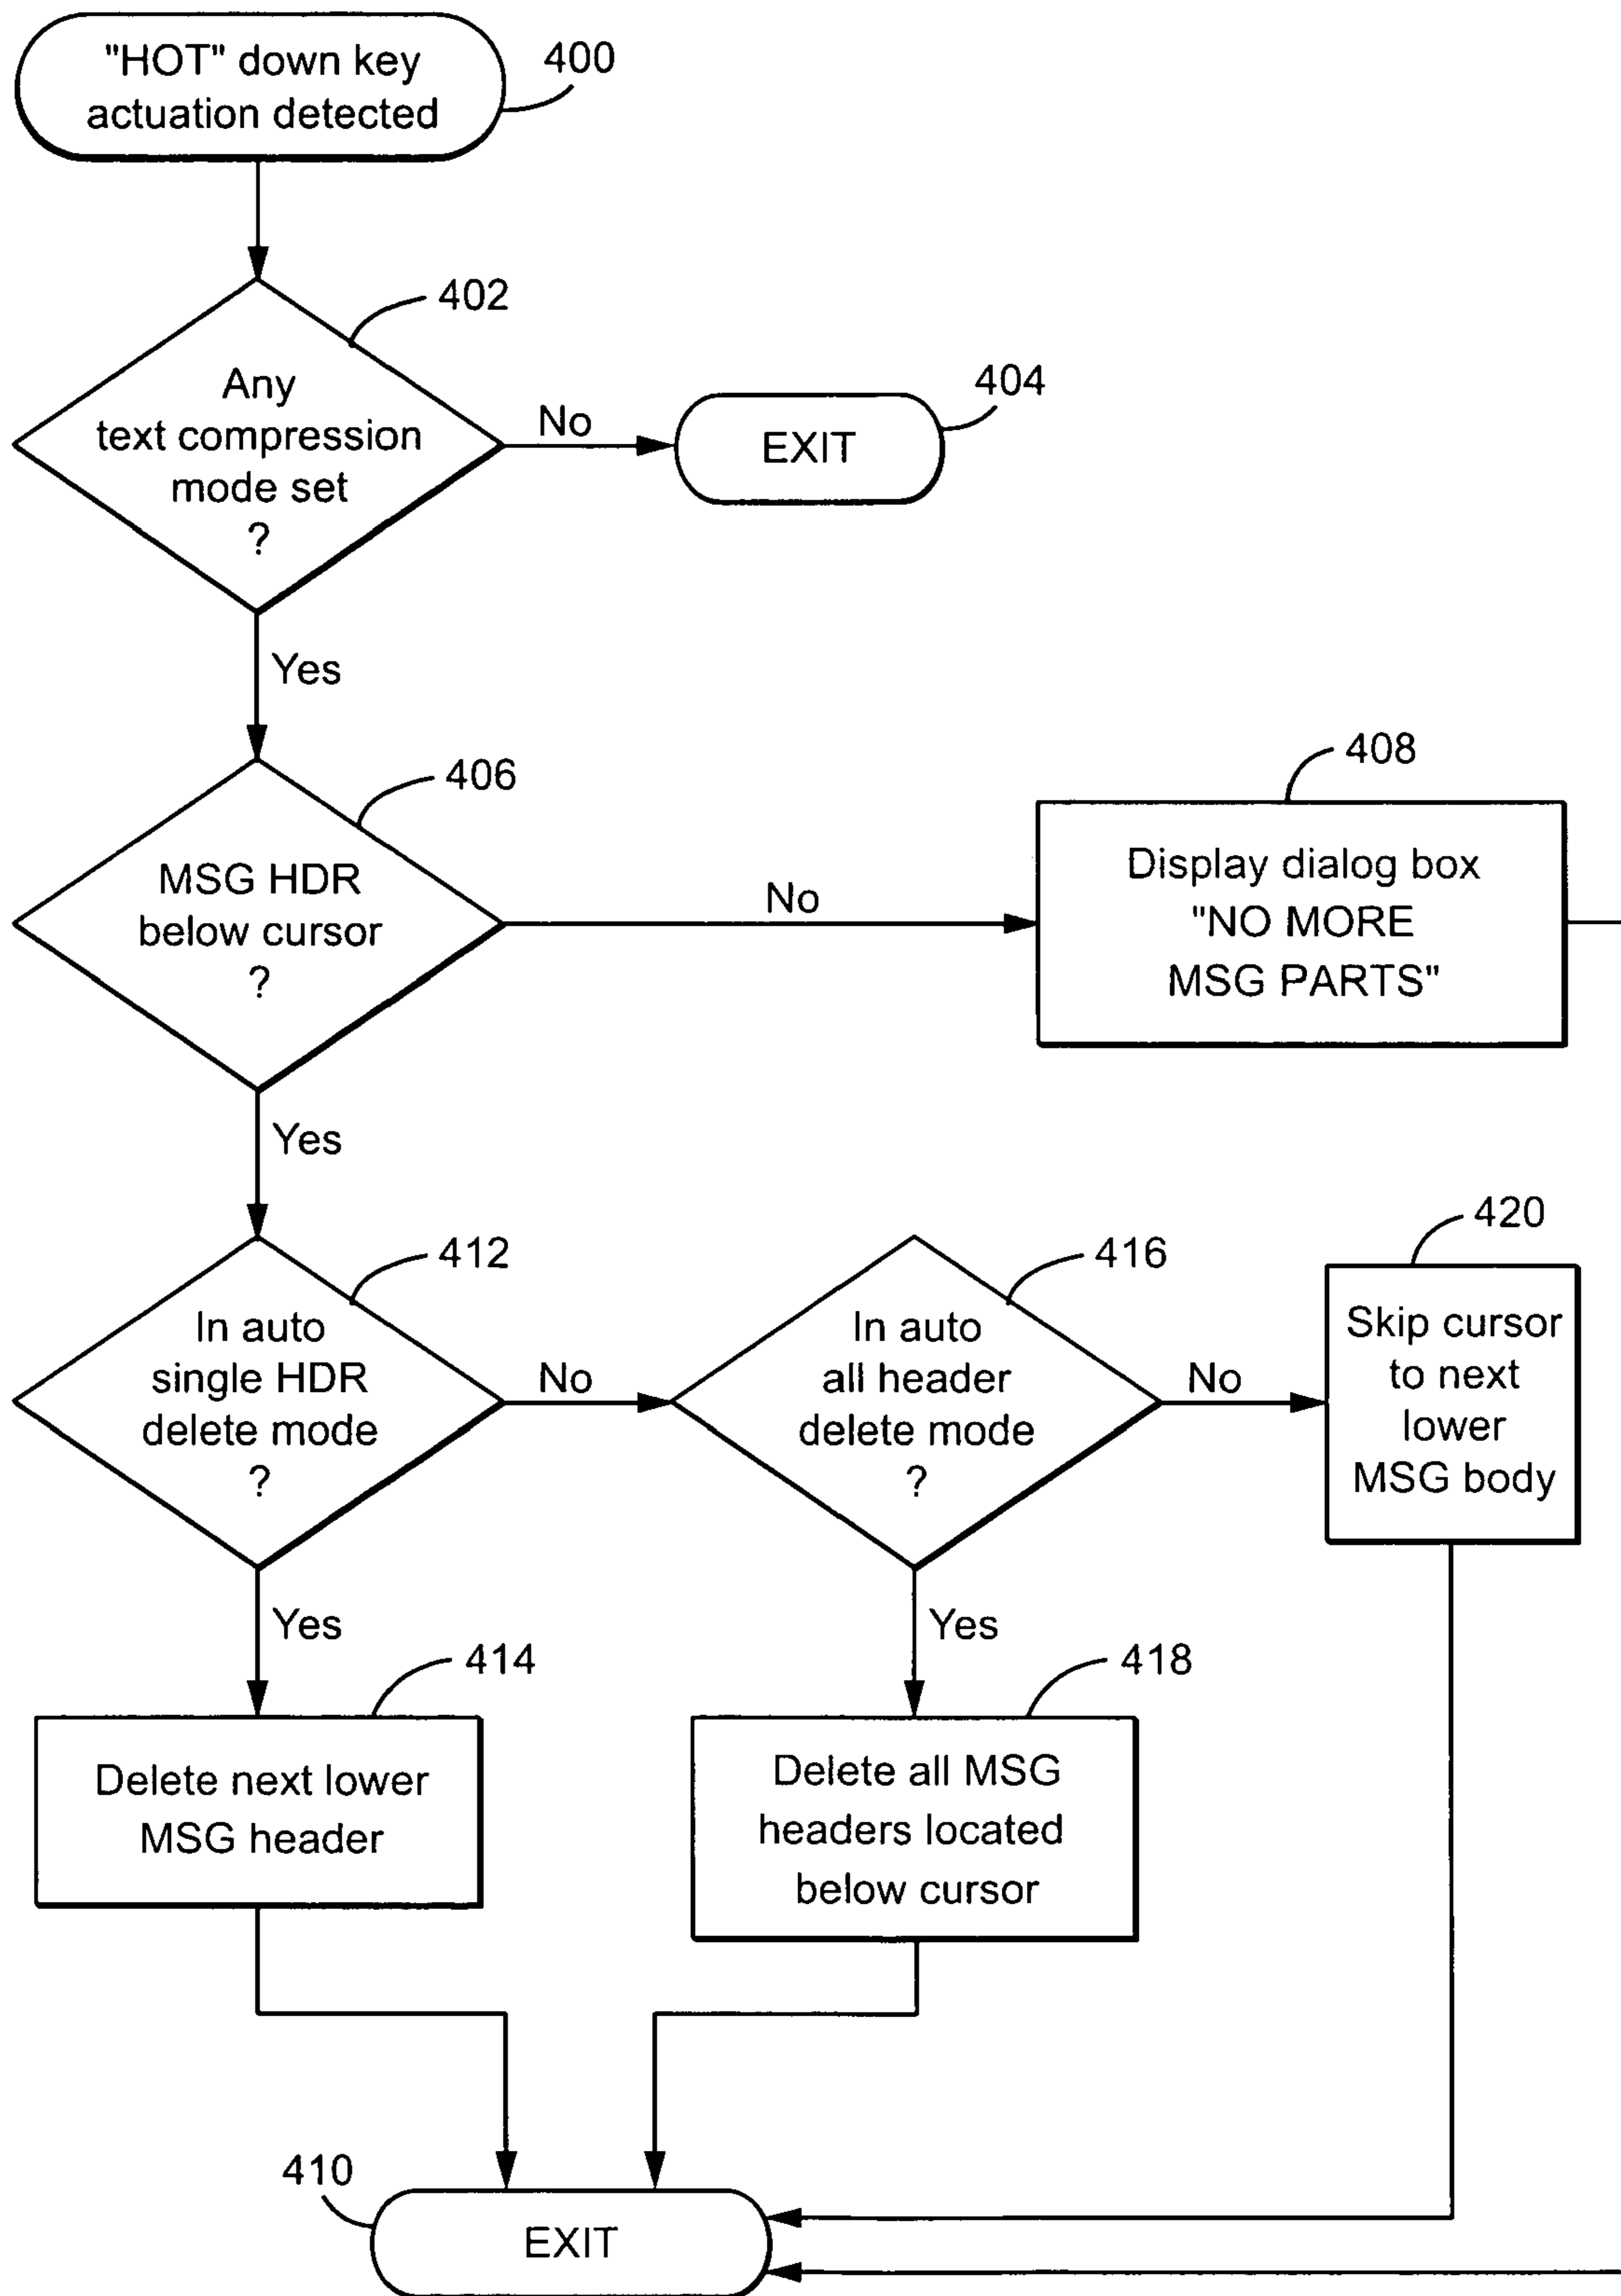 "HOT" down key
actuation detected
400
402
Any
text compression
mode set
?
No
404
EXIT
Yes
406
MSG HDR
below cursor
?
No
408
Display dialog box
"NO MORE
MSG PARTS"
Yes
412
In auto
single HDR
delete mode
?
No
416
In auto
all header
delete mode
?
No
420
Skip cursor
to next
lower
MSG body
Yes
414
Delete next lower
MSG header
Yes
418
Delete all MSG
headers located
below cursor
410
EXIT